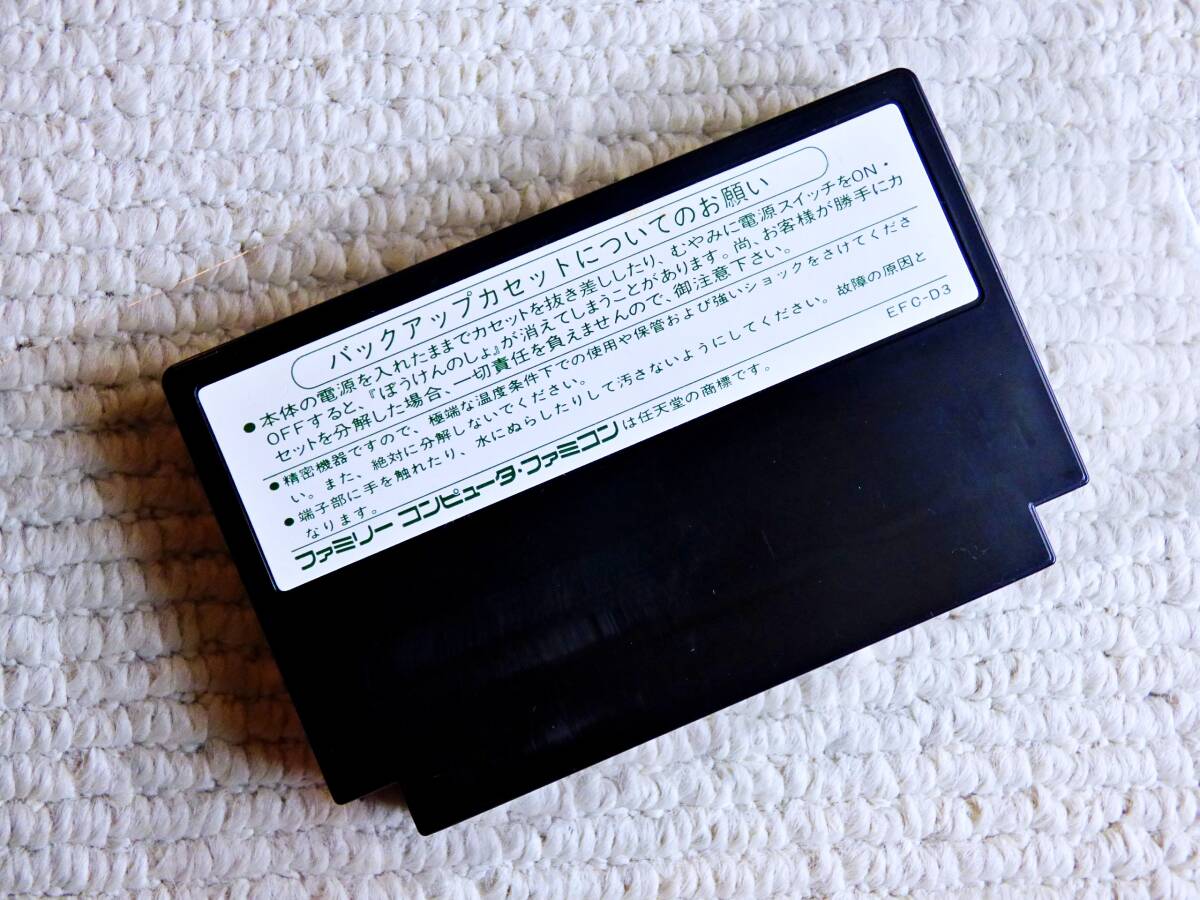 バックアップカセットについてのお願い
●本体の電源を入れたままでカセットを抜き差ししたり、むやみに電源スイッチをON・
OFFすると、『ぼうけんのしょ』が消えてしまうことがあります。尚、お客様が勝手にカ
セットを分解した場合、一切責任を負えませんので、御注意下さい。
●精密機器ですので、極端な温度条件下での使用や保管および強いショックをさけてくださ
い。また、絶対に分解しないでください。
●端子部に手を触れたり、水にぬらしたりして汚さないようにしてください。故障の原因と
なります。
EFC-D3
ファミリーコンピュータ・ファミコンは任天堂の商標です。